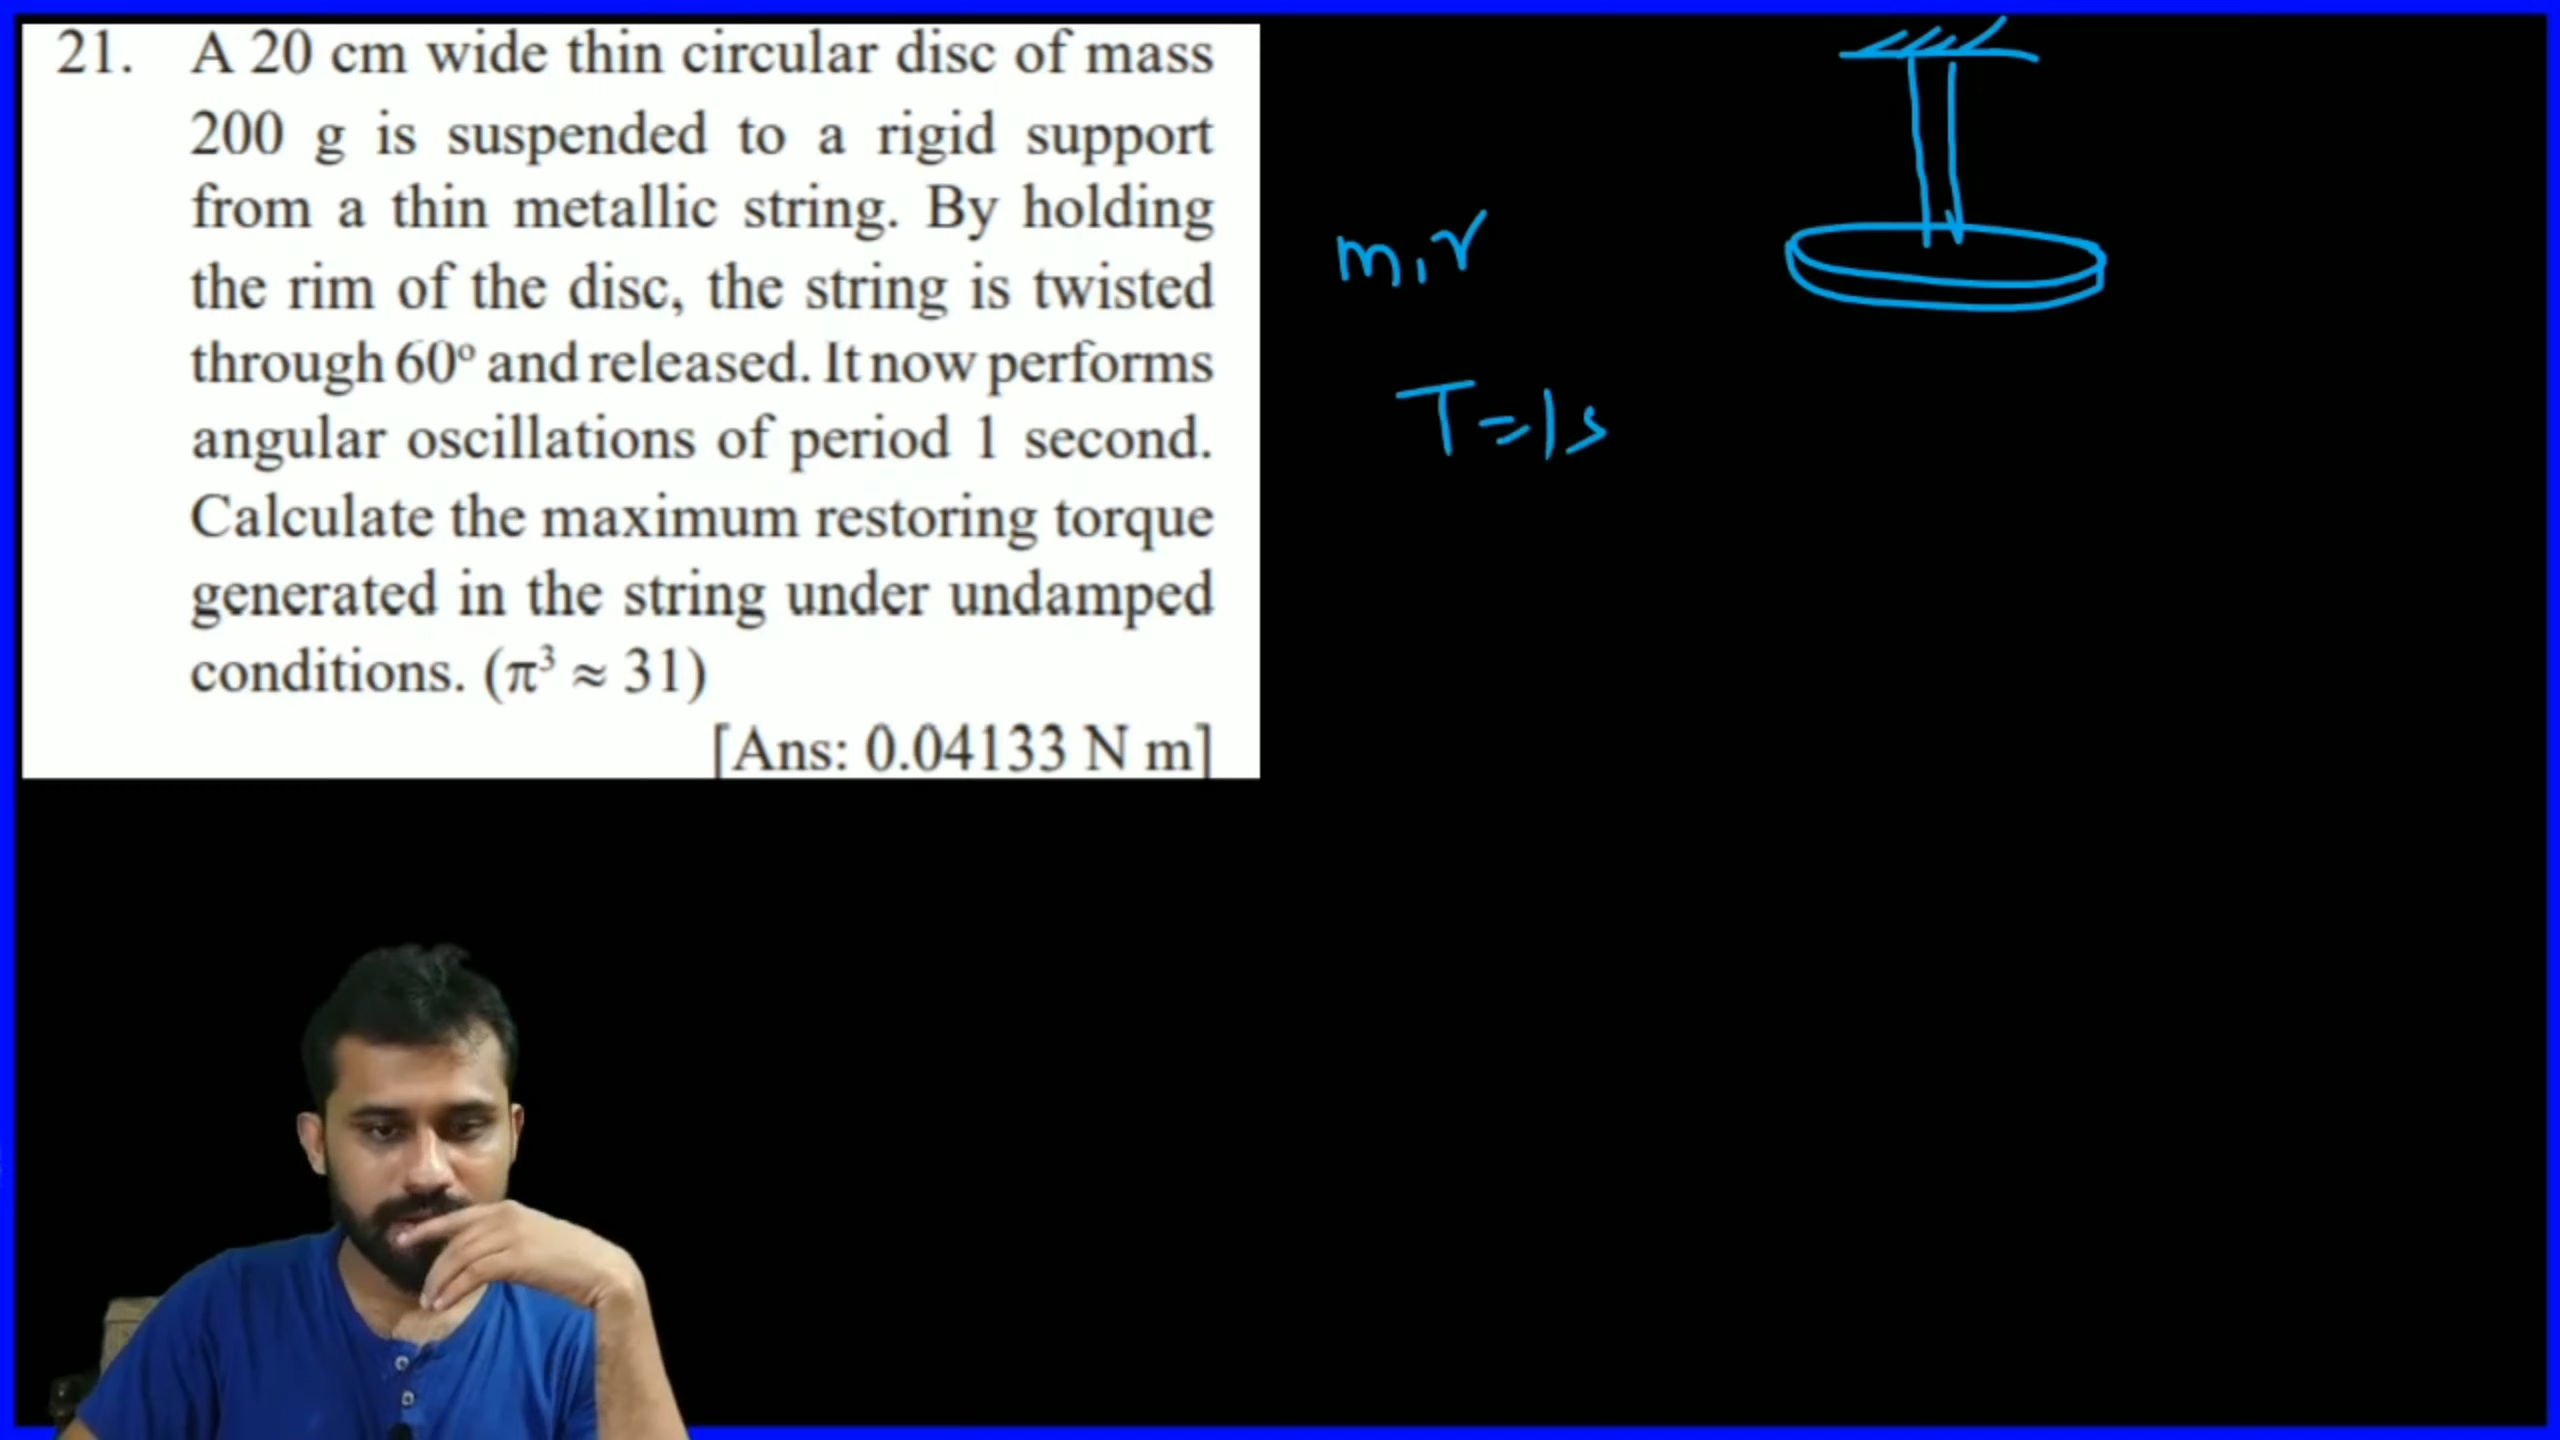 21. A 20 cm wide thin circular disc of mass
200 g is suspended to a rigid support
from a thin metallic string. By holding
the rim of the disc, the string is twisted
through 60º and released. It now performs
angular oscillations of period 1 second.
Calculate the maximum restoring torque
generated in the string under undamped
conditions. (π³ ≈ 31)
[Ans: 0.04133 N m]
m, r
T=1s